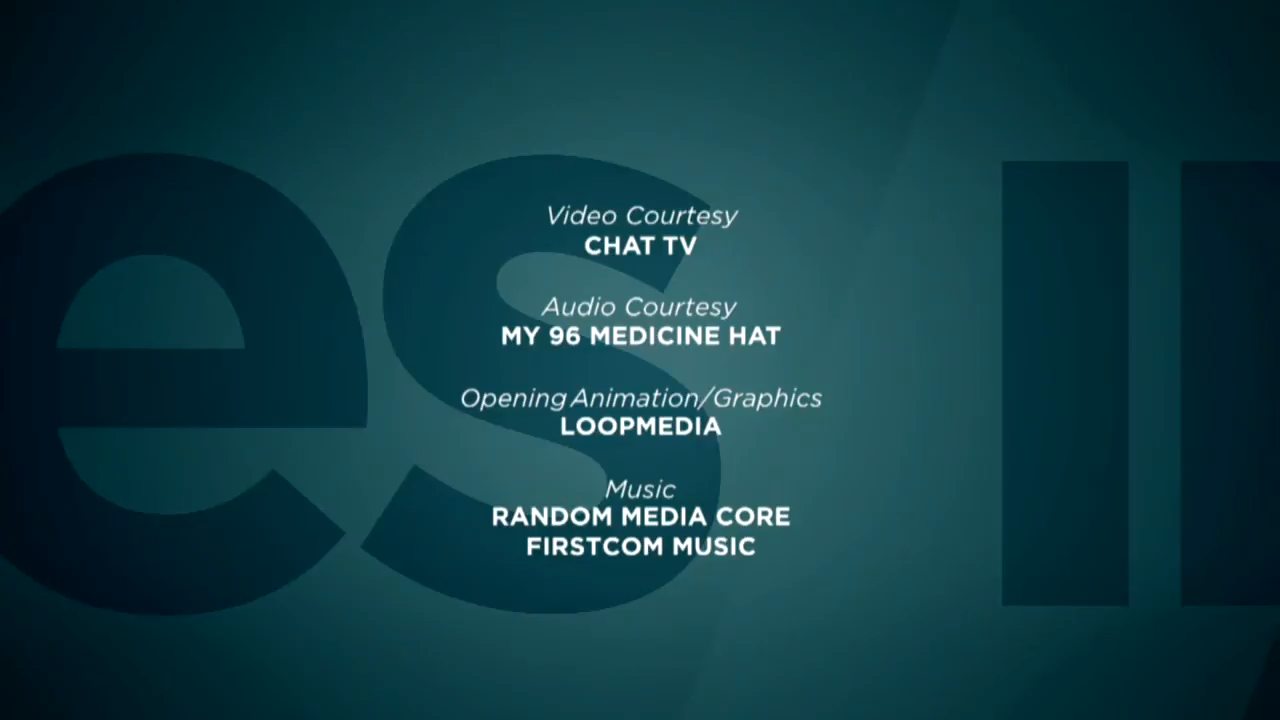 Video Courtesy
CHAT TV
Audio Courtesy
MY 96 MEDICINE HAT
Opening Animation/Graphics
LOOPMEDIA
Music
RANDOM MEDIA CORE
FIRSTCOM MUSIC